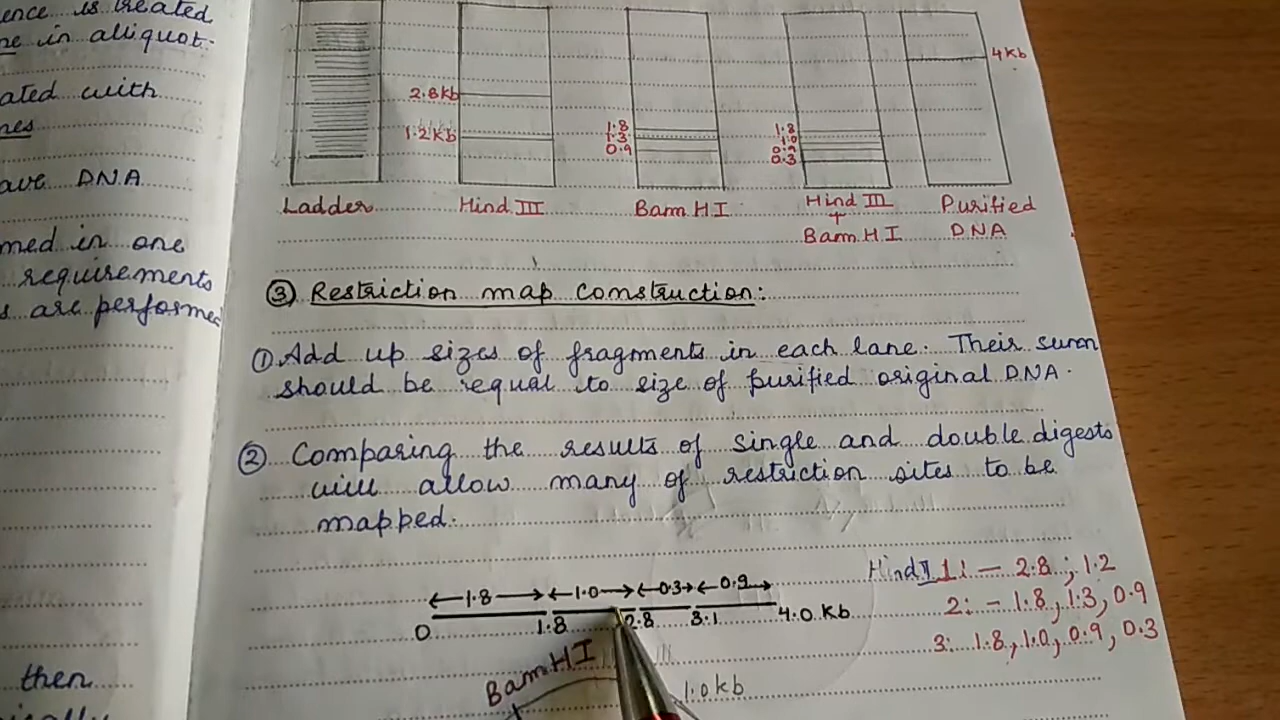 ence is treated
re in aliquot.
ated with
mes
ave DNA
med in one
requirements
s are performed
then
4 Kb
2.8 Kb
1.2 Kb
1.8
1.3
0.9
1.8
1.0
0.9
0.3
Ladder
Hind III
Bam HI
Hind III
+
Bam HI
Purified
DNA
③ Restriction map construction:
① Add up sizes of fragments in each lane. Their sum
should be equal to size of purified original DNA.
② Comparing the results of single and double digests
will allow many of restriction sites to be
mapped.
1.8 1.0 0.3 0.9
0 1.8 2.8 3.1 4.0 Kb
Bam HI
1.0 kb
Hind III 1: - 2.8 ; 1.2
2: - 1.8, 1.3, 0.9
3: 1.8, 1.0, 0.9, 0.3